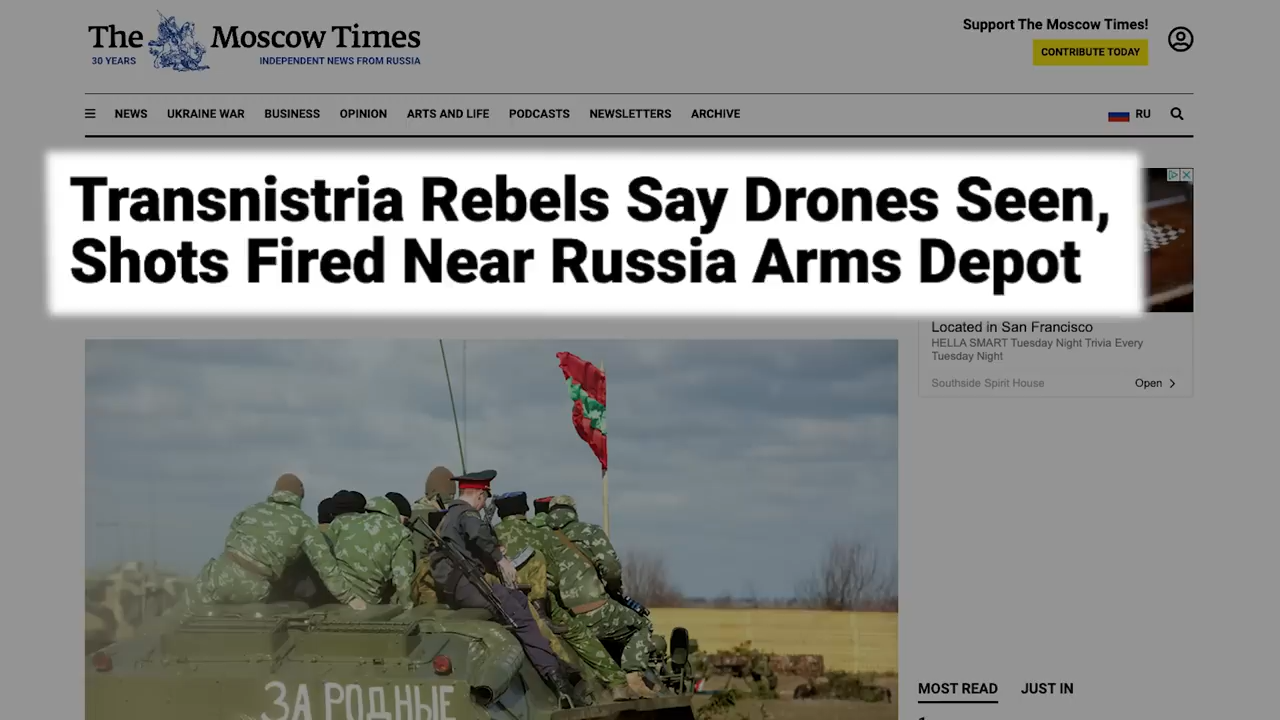 The Moscow Times
30 YEARS INDEPENDENT NEWS FROM RUSSIA
Support The Moscow Times!
CONTRIBUTE TODAY
NEWS UKRAINE WAR BUSINESS OPINION ARTS AND LIFE PODCASTS NEWSLETTERS ARCHIVE RU
Transnistria Rebels Say Drones Seen,
Shots Fired Near Russia Arms Depot
Located in San Francisco
HELLA SMART Tuesday Night Trivia Every
Tuesday Night
Southside Spirit House Open
ЗА РОДНЫЕ
MOST READ JUST IN